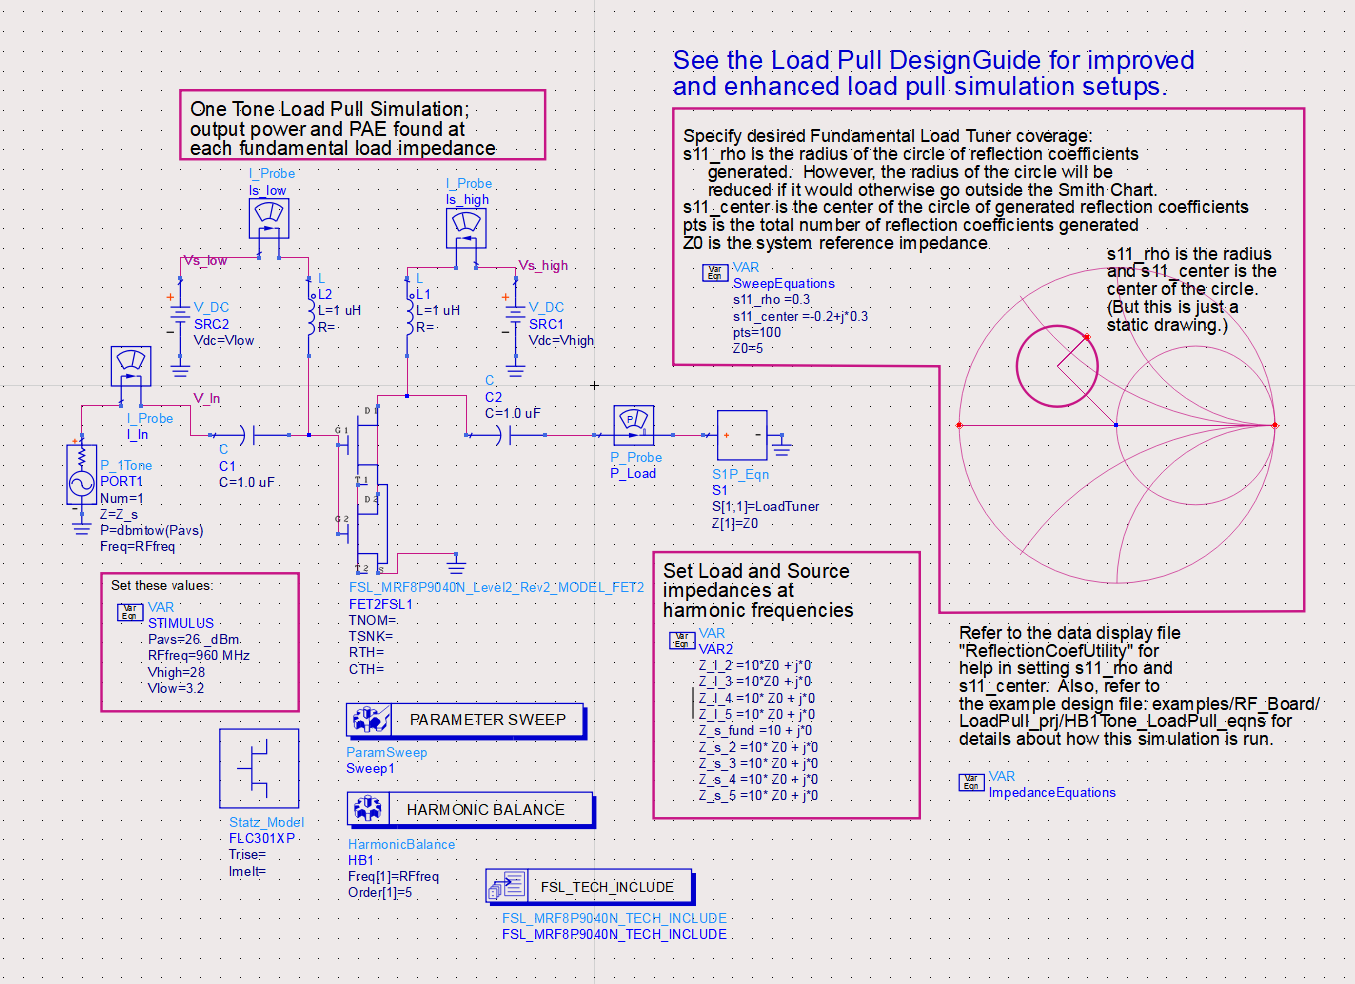 See the Load Pull DesignGuide for improved
and enhanced load pull simulation setups.
One Tone Load Pull Simulation;
output power and PAE found at
each fundamental load impedance
Specify desired Fundamental Load Tuner coverage:
s11_rho is the radius of the circle of reflection coefficients
generated. However, the radius of the circle will be
reduced if it would otherwise go outside the Smith Chart.
s11_center is the center of the circle of generated reflection coefficients
pts is the total number of reflection coefficients generated
Z0 is the system reference impedance
s11_rho is the radius
and s11_center is the
center of the circle.
(But this is just a
static drawing.)
Var
Eqn
VAR
SweepEquations
s11_rho =0.3
s11_center =-0.2+j*0.3
pts=100
Z0=5
I_Probe
Is_low
I_Probe
Is_high
Vs_low
Vs_high
V_DC
SRC2
Vdc=Vlow
L
L2
L=1 uH
R=
L
L1
L=1 uH
R=
V_DC
SRC1
Vdc=Vhigh
I_Probe
I_In
V_In
C
C1
C=1.0 uF
C
C2
C=1.0 uF
P_1Tone
PORT1
Num=1
Z=Z_s
P=dbmtow(Pavs)
Freq=RFfreq
G 1
D 1
T 1
D 2
G 2
T 2
S
P
P_Probe
P_Load
S1P_Eqn
S1
S[1,1]=LoadTuner
Z[1]=Z0
FSL_MRF8P9040N_Level2_Rev2_MODEL_FET2
FET2FSL1
TNOM=
TSNK=
RTH=
CTH=
Set these values:
Var
Eqn
VAR
STIMULUS
Pavs=26 _dBm
RFfreq=960 MHz
Vhigh=28
Vlow=3.2
Set Load and Source
impedances at
harmonic frequencies
Var
Eqn
VAR
VAR2
Z_l_2 =10*Z0 + j*0
Z_l_3 =10*Z0 + j*0
Z_l_4 =10* Z0 + j*0
Z_l_5 =10* Z0 + j*0
Z_s_fund =10 + j*0
Z_s_2 =10* Z0 + j*0
Z_s_3 =10* Z0 + j*0
Z_s_4 =10* Z0 + j*0
Z_s_5 =10* Z0 + j*0
Refer to the data display file
"ReflectionCoefUtility" for
help in setting s11_rho and
s11_center. Also, refer to
the example design file: examples/RF_Board/
LoadPull_prj/HB1Tone_LoadPull_eqns for
details about how this simulation is run.
Var
Eqn
VAR
ImpedanceEquations
Statz_Model
FLC301XP
Trise=
Imelt=
PARAMETER SWEEP
ParamSweep
Sweep1
HARMONIC BALANCE
HarmonicBalance
HB1
Freq[1]=RFfreq
Order[1]=5
FSL_TECH_INCLUDE
FSL_MRF8P9040N_TECH_INCLUDE
FSL_MRF8P9040N_TECH_INCLUDE